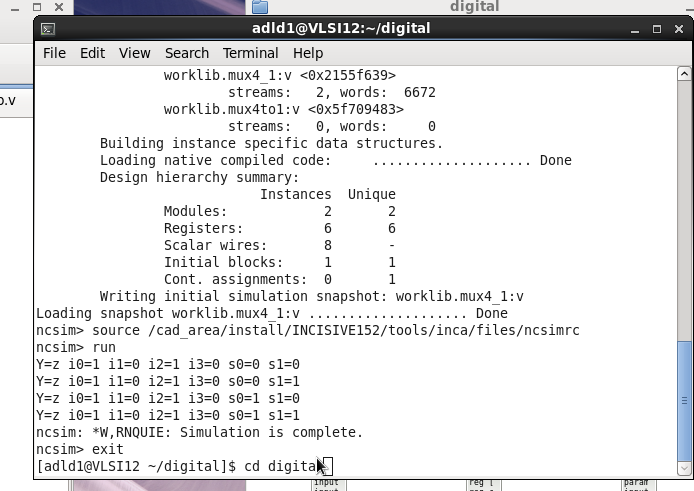 digital
adld1@VLSI12:~/digital
File Edit View Search Terminal Help
worklib.mux4_1:v <0x2155f639>
streams: 2, words: 6672
worklib.mux4to1:v <0x5f709483>
streams: 0, words: 0
Building instance specific data structures.
Loading native compiled code: .................... Done
Design hierarchy summary:
Instances Unique
Modules: 2 2
Registers: 6 6
Scalar wires: 8 -
Initial blocks: 1 1
Cont. assignments: 0 1
Writing initial simulation snapshot: worklib.mux4_1:v
Loading snapshot worklib.mux4_1:v .................... Done
ncsim> source /cad_area/install/INCISIVE152/tools/inca/files/ncsimrc
ncsim> run
Y=z i0=1 i1=0 i2=1 i3=0 s0=0 s1=0
Y=z i0=1 i1=0 i2=1 i3=0 s0=0 s1=1
Y=z i0=1 i1=0 i2=1 i3=0 s0=1 s1=0
Y=z i0=1 i1=0 i2=1 i3=0 s0=1 s1=1
ncsim: *W,RNQUIE: Simulation is complete.
ncsim> exit
[adld1@VLSI12 ~/digital]$ cd digita
input reg [ param